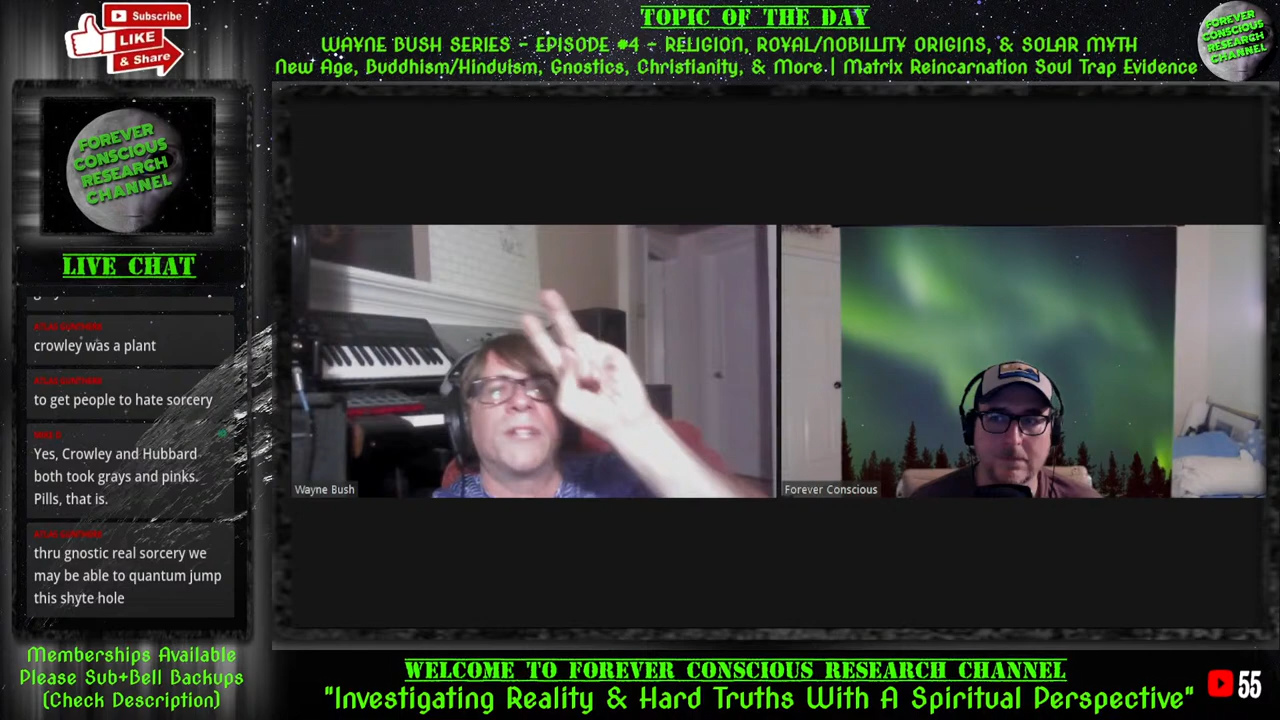 Subscribe
LIKE
& Share
TOPIC OF THE DAY
WAYNE BUSH SERIES - EPISODE #4 - RELIGION, ROYAL/NOBILLITY ORIGINS, & SOLAR MYTH
New Age, Buddhism/Hinduism, Gnostics, Christianity, & More | Matrix Reincarnation Soul Trap Evidence
FOREVER
CONSCIOUS
RESEARCH
CHANNEL
FOREVER
CONSCIOUS
RESEARCH
CHANNEL
LIVE CHAT
crowley was a plant
to get people to hate sorcery
Yes, Crowley and Hubbard
both took grays and pinks.
Pills, that is.
thru gnostic real sorcery we
may be able to quantum jump
this shyte hole
Wayne Bush
Forever Conscious
Memberships Available
Please Sub+Bell Backups
(Check Description)
WELCOME TO FOREVER CONSCIOUS RESEARCH CHANNEL
"Investigating Reality & Hard Truths With A Spiritual Perspective"
55